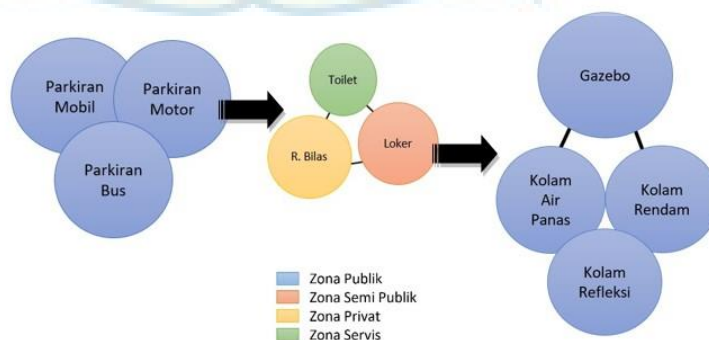 Parkiran
Mobil
Parkiran
Motor
Parkiran
Bus
Toilet
R. Bilas
Loker
Gazebo
Kolam
Air
Panas
Kolam
Rendam
Kolam
Refleksi
Zona Publik
Zona Semi Publik
Zona Privat
Zona Servis